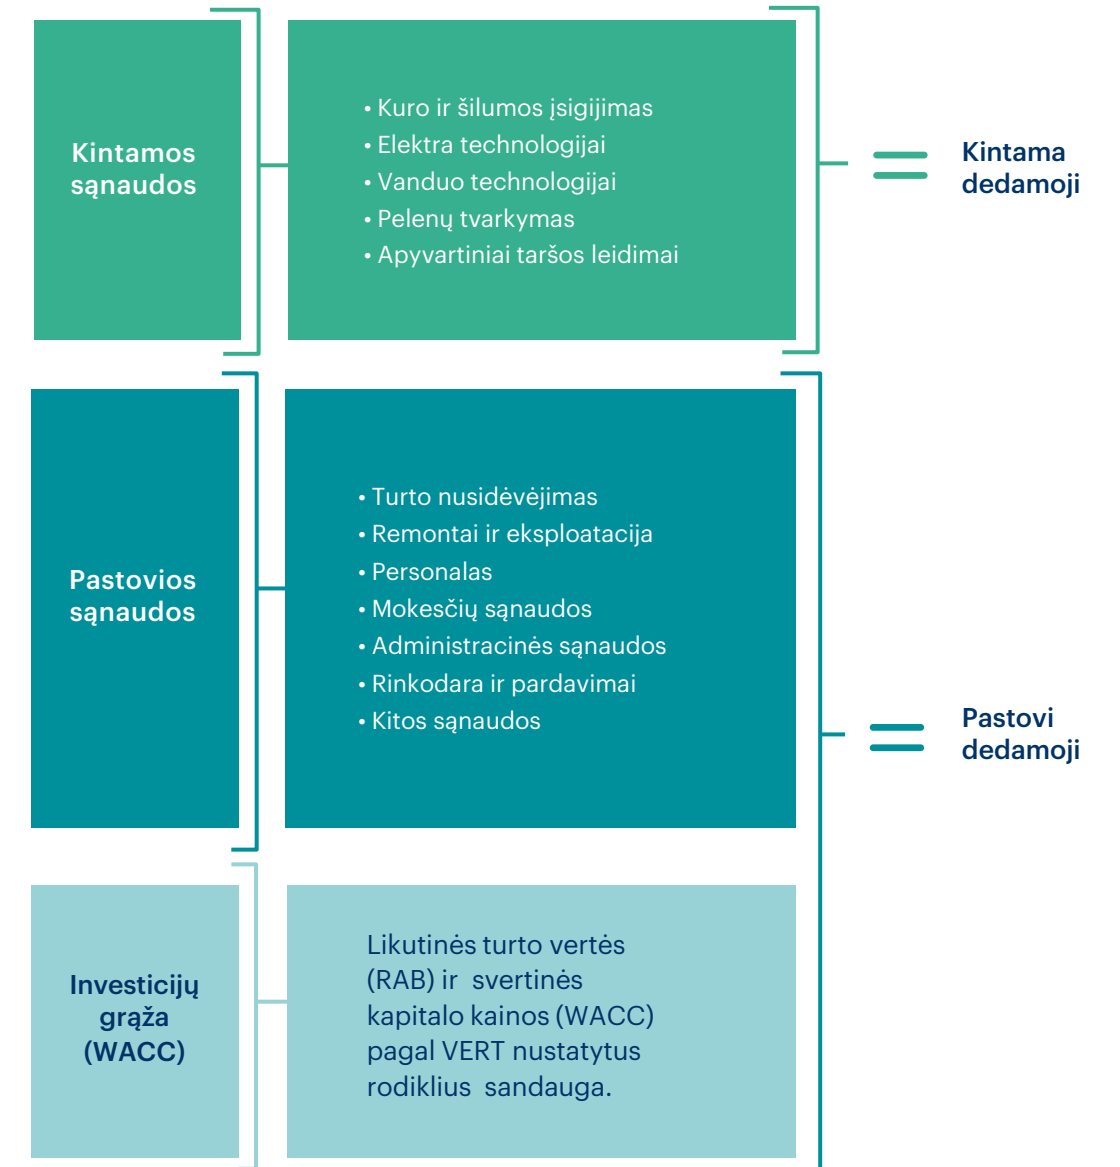 Kintamos
sąnaudos
• Kuro ir šilumos įsigijimas
• Elektra technologijai
• Vanduo technologijai
• Pelenų tvarkymas
• Apyvartiniai taršos leidimai
Kintama
dedamoji
Pastovios
sąnaudos
• Turto nusidėvėjimas
• Remontai ir eksploatacija
• Personalas
• Mokesčių sąnaudos
• Administracinės sąnaudos
• Rinkodara ir pardavimai
• Kitos sąnaudos
Pastovi
dedamoji
Investicijų
grąža
(WACC)
Likutinės turto vertės
(RAB) ir svertinės
kapitalo kainos (WACC)
pagal VERT nustatytus
rodiklius sandauga.